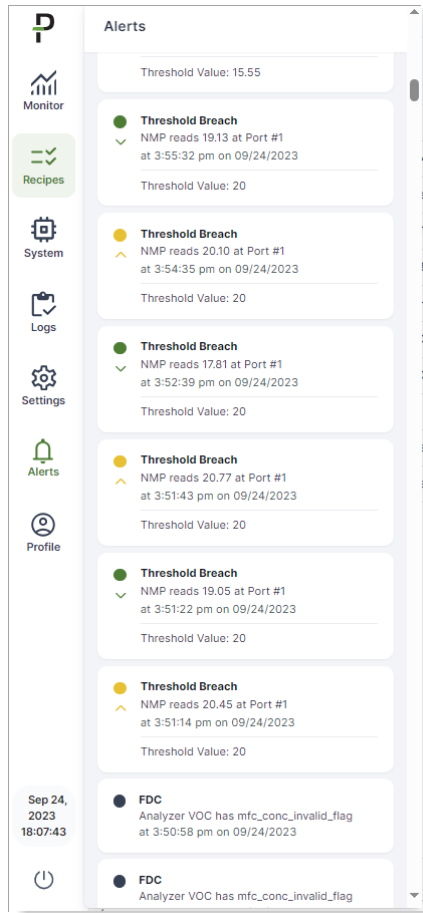 Alerts
Threshold Value: 15.55
Threshold Breach
NMP reads 19.13 at Port #1
at 3:55:32 pm on 09/24/2023
Threshold Value: 20
Threshold Breach
NMP reads 20.10 at Port #1
at 3:54:35 pm on 09/24/2023
Threshold Value: 20
Threshold Breach
NMP reads 17.81 at Port #1
at 3:52:39 pm on 09/24/2023
Threshold Value: 20
Threshold Breach
NMP reads 20.77 at Port #1
at 3:51:43 pm on 09/24/2023
Threshold Value: 20
Threshold Breach
NMP reads 19.05 at Port #1
at 3:51:22 pm on 09/24/2023
Threshold Value: 20
Threshold Breach
NMP reads 20.45 at Port #1
at 3:51:14 pm on 09/24/2023
Threshold Value: 20
FDC
Analyzer VOC has mfc_conc_invalid_flag
at 3:50:58 pm on 09/24/2023
FDC
Analyzer VOC has mfc_conc_invalid_flag
Monitor
Recipes
System
Logs
Settings
Alerts
Profile
Sep 24,
2023
18:07:43